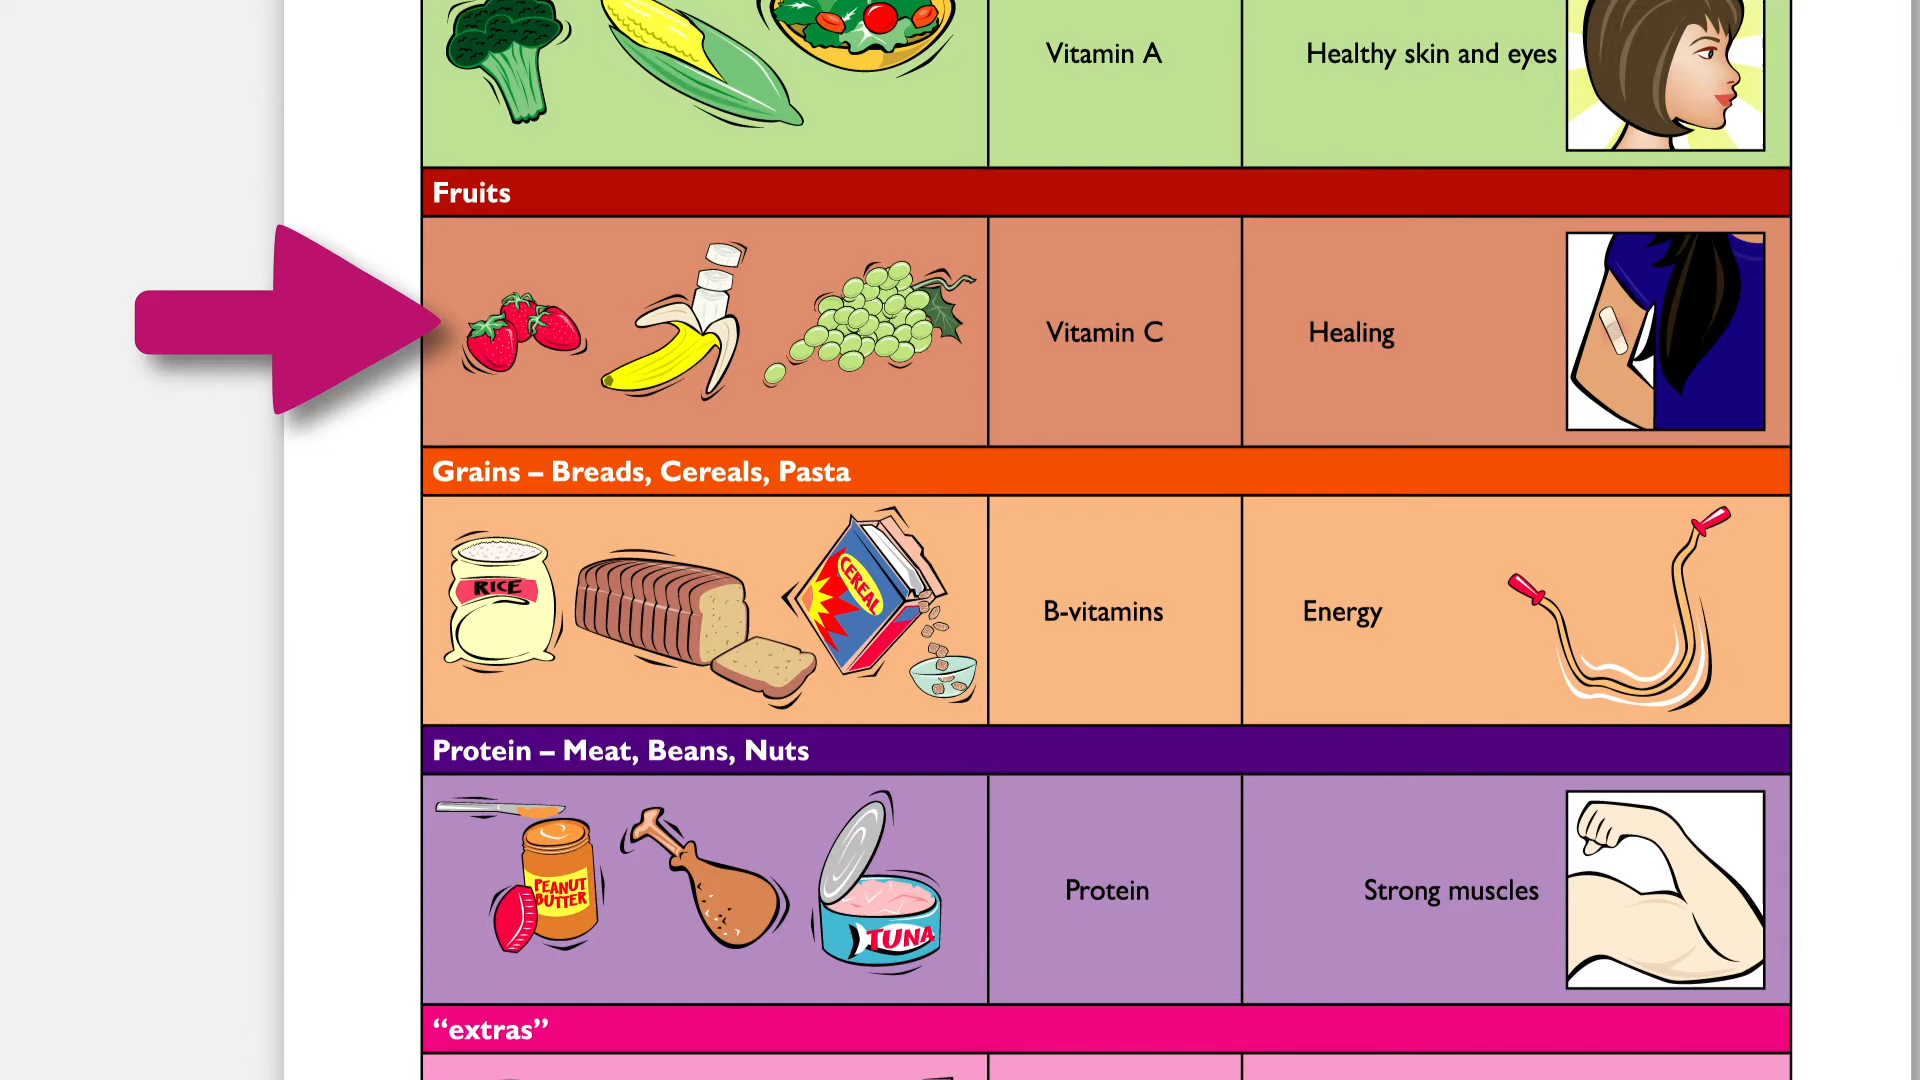 Vitamin A
Healthy skin and eyes
Fruits
Vitamin C
Healing
Grains – Breads, Cereals, Pasta
RICE
CEREAL
B-vitamins
Energy
Protein – Meat, Beans, Nuts
PEANUT
BUTTER
TUNA
Protein
Strong muscles
“extras”